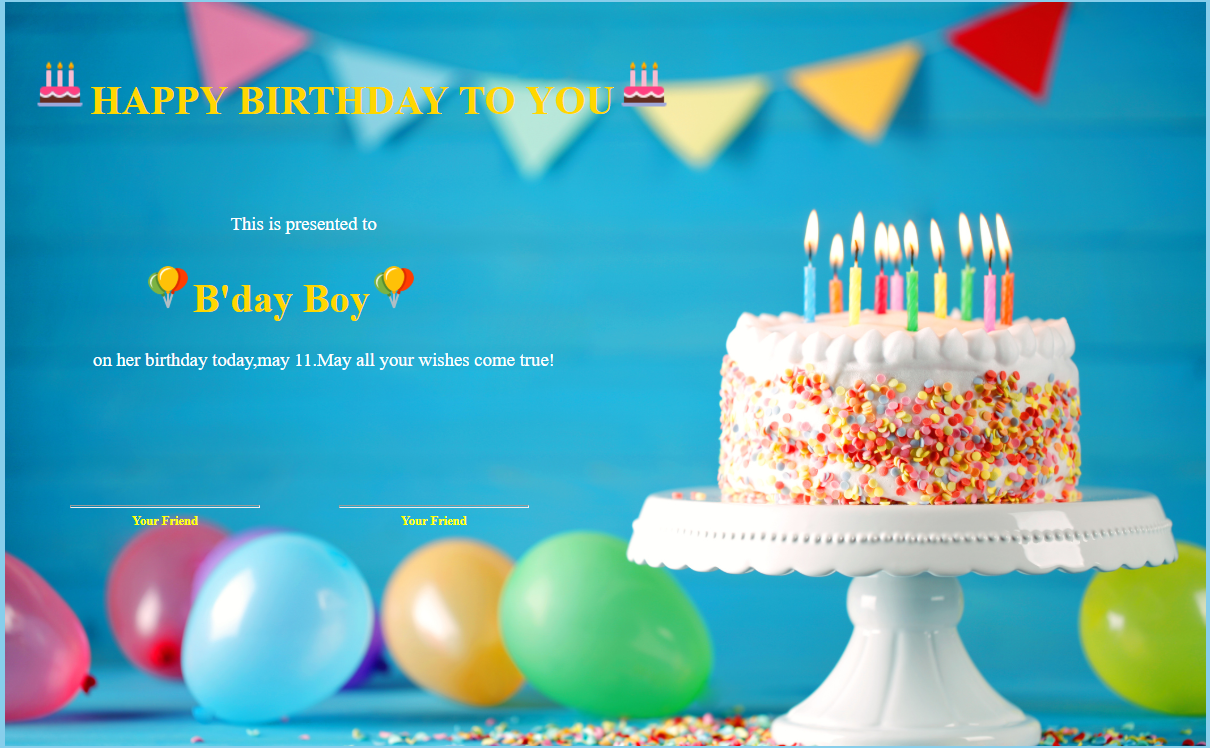 HAPPY BIRTHDAY TO YOU
This is presented to
B'day Boy
on her birthday today,may 11.May all your wishes come true!
Your Friend
Your Friend